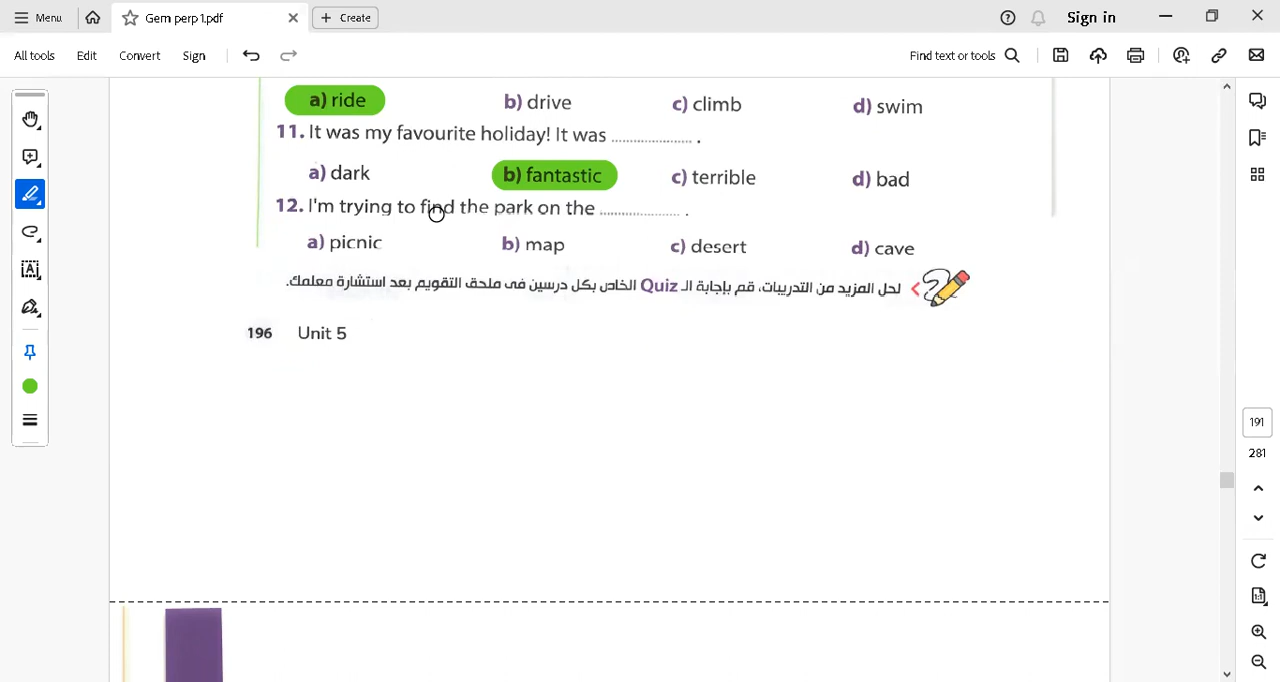 Menu
Gem perp 1.pdf
Create
Sign in
All tools
Edit
Convert
Sign
Find text or tools
a) ride b) drive c) climb d) swim
11. It was my favourite holiday! It was .................... .
a) dark b) fantastic c) terrible d) bad
12. I'm trying to find the park on the .................... .
a) picnic b) map c) desert d) cave
لحل المزيد من التدريبات، قم بإجابة الـ Quiz الخاص بكل درسين فى ملحق التقويم بعد استشارة معلمك.
196 Unit 5
191
281
1:1